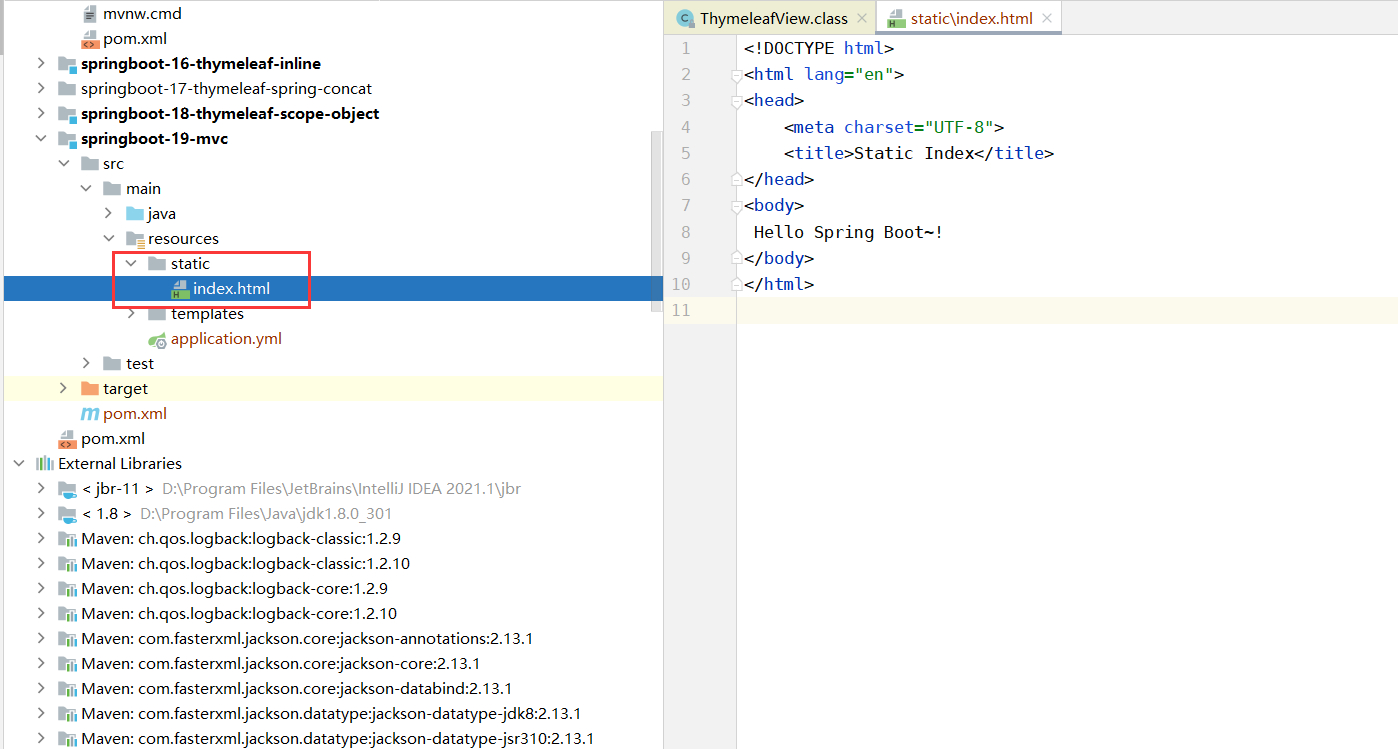 mvnw.cmd
pom.xml
springboot-16-thymeleaf-inline
springboot-17-thymeleaf-spring-concat
springboot-18-thymeleaf-scope-object
springboot-19-mvc
src
main
java
resources
static
index.html
templates
application.yml
test
target
pom.xml
pom.xml
External Libraries
< jbr-11 > D:\Program Files\JetBrains\IntelliJ IDEA 2021.1\jbr
< 1.8 > D:\Program Files\Java\jdk1.8.0_301
Maven: ch.qos.logback:logback-classic:1.2.9
Maven: ch.qos.logback:logback-classic:1.2.10
Maven: ch.qos.logback:logback-core:1.2.9
Maven: ch.qos.logback:logback-core:1.2.10
Maven: com.fasterxml.jackson.core:jackson-annotations:2.13.1
Maven: com.fasterxml.jackson.core:jackson-core:2.13.1
Maven: com.fasterxml.jackson.core:jackson-databind:2.13.1
Maven: com.fasterxml.jackson.datatype:jackson-datatype-jdk8:2.13.1
Maven: com.fasterxml.jackson.datatype:jackson-datatype-jsr310:2.13.1
ThymeleafView.class static\index.html
1 <!DOCTYPE html>
2 <html lang="en">
3 <head>
4 <meta charset="UTF-8">
5 <title>Static Index</title>
6 </head>
7 <body>
8 Hello Spring Boot~!
9 </body>
10 </html>
11